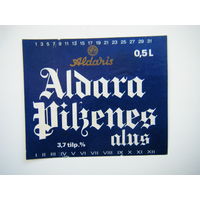 1 3 5 7 9 11 13 15 17 19 21 23 25 27 29 31
Aldaris
0,5 L
Aldara
Pilzenes
alus
3,7 tilp.%
I II III IV V VI VII VIII IX X XI XII